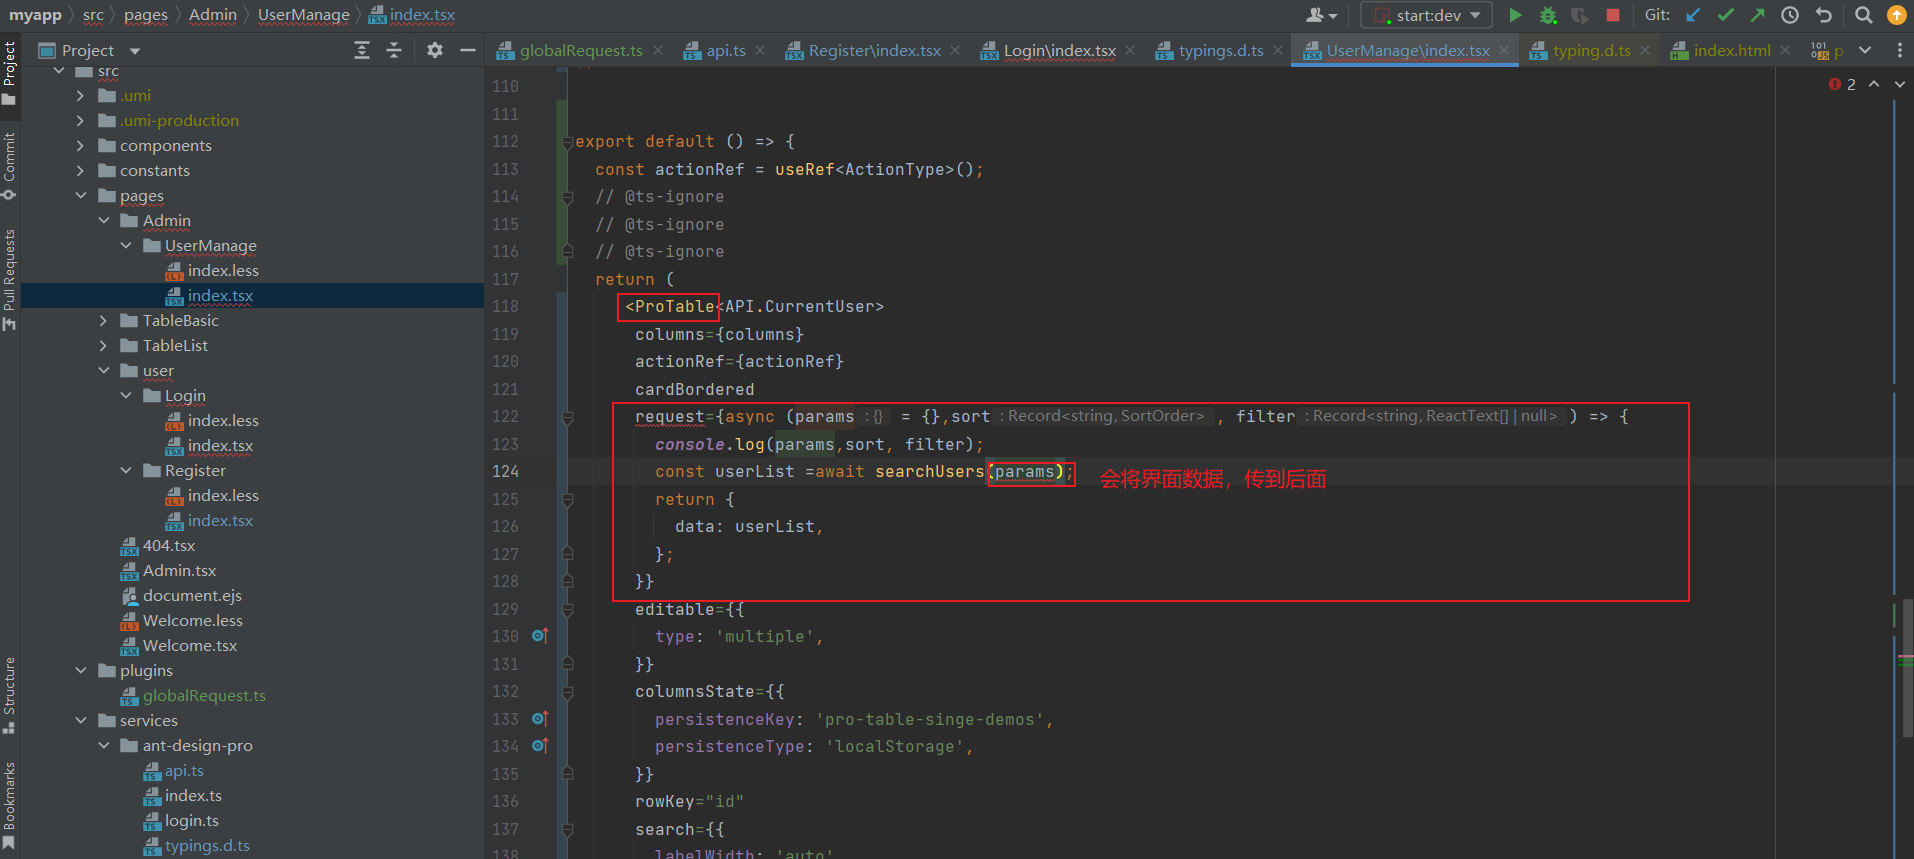 myapp src pages Admin UserManage index.tsx
start:dev Git:
Project
globalRequest.ts api.ts Register\index.tsx Login\index.tsx typings.d.ts UserManage\index.tsx typing.d.ts index.html p
Project
Commit
Pull Requests
Structure
Bookmarks
src
.umi
.umi-production
components
constants
pages
Admin
UserManage
index.less
index.tsx
TableBasic
TableList
user
Login
index.less
index.tsx
Register
index.less
index.tsx
404.tsx
Admin.tsx
document.ejs
Welcome.less
Welcome.tsx
plugins
globalRequest.ts
services
ant-design-pro
api.ts
index.ts
login.ts
typings.d.ts
2
110
111
112 export default () => {
113 const actionRef = useRef<ActionType>();
114 // @ts-ignore
115 // @ts-ignore
116 // @ts-ignore
117 return (
118 <ProTable<API.CurrentUser>
119 columns={columns}
120 actionRef={actionRef}
121 cardBordered
122 request={async (params : {} = {},sort : Record<string, SortOrder> , filter : Record<string, ReactText[] | null> ) => {
123 console.log(params,sort, filter);
124 const userList =await searchUsers(params); 会将界面数据，传到后面
125 return {
126 data: userList,
127 };
128 }}
129 editable={{
130 type: 'multiple',
131 }}
132 columnsState={{
133 persistenceKey: 'pro-table-singe-demos',
134 persistenceType: 'localStorage',
135 }}
136 rowKey="id"
137 search={{
138 labelWidth: 'auto'